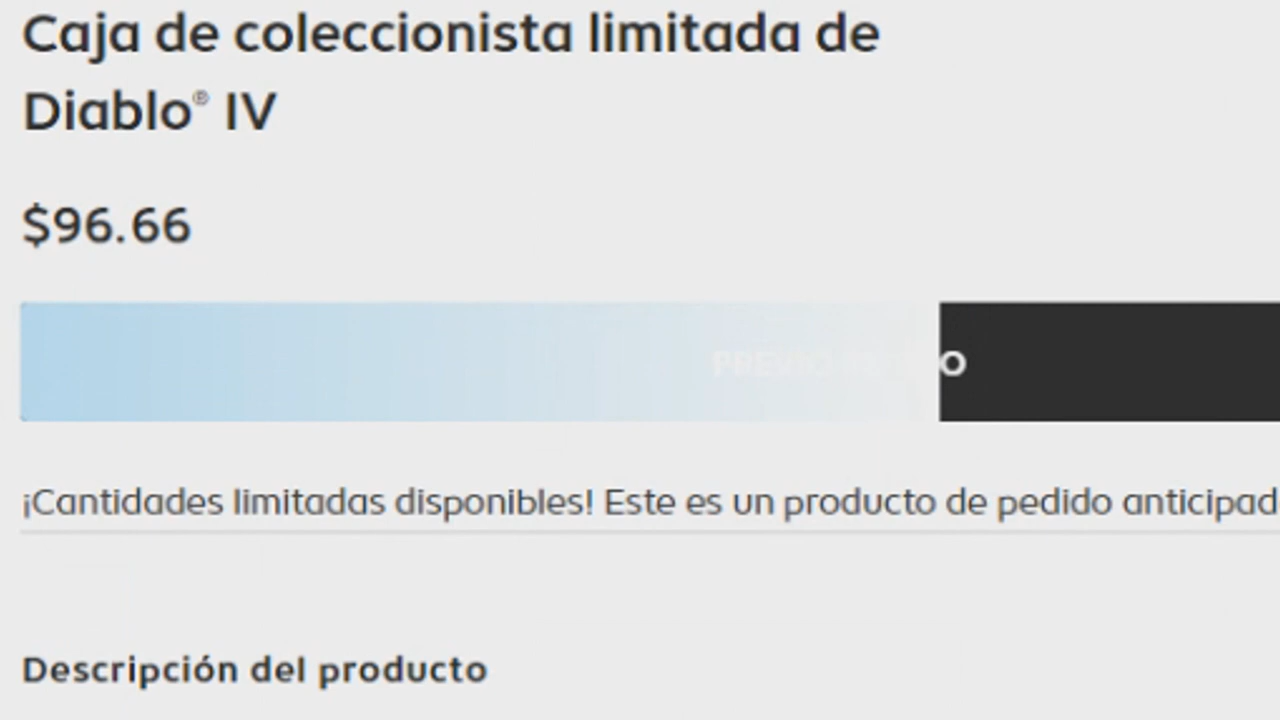 Caja de coleccionista limitada de
Diablo® IV
$96.66
¡Cantidades limitadas disponibles! Este es un producto de pedido anticipad
Descripción del producto